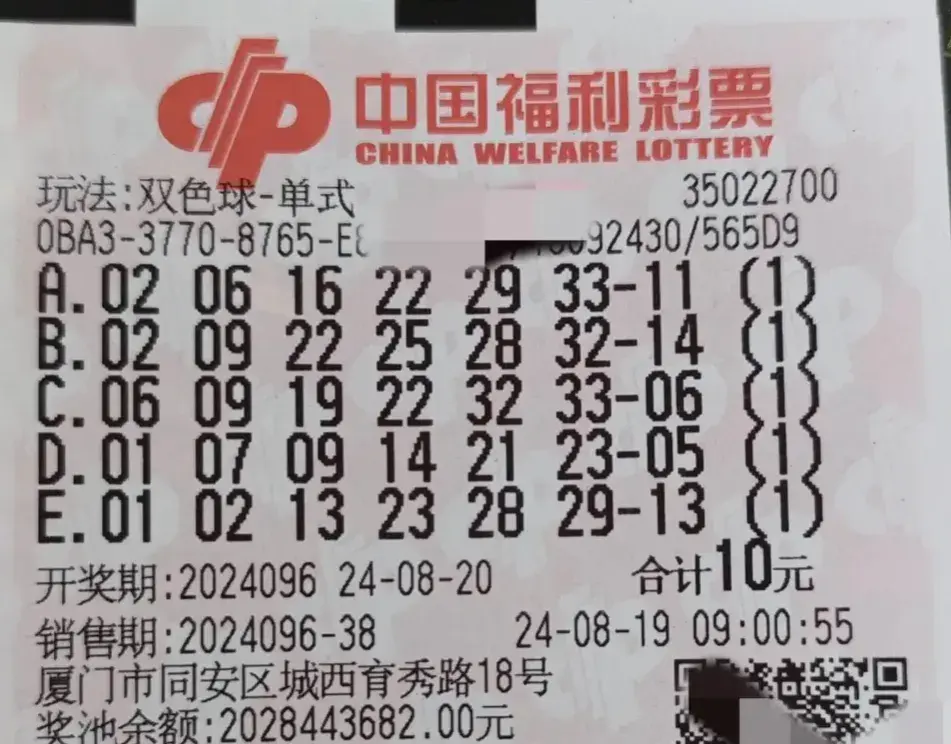 中国福利彩票
CHINA WELFARE LOTTERY
玩法:双色球-单式 35022700
0BA3-3770-8765-E 92430/565D9
A.02 06 16 22 29 33-11 (1)
B.02 09 22 25 28 32-14 (1)
C.06 09 19 22 32 33-06 (1)
D.01 07 09 14 21 23-05 (1)
E.01 02 13 23 28 29-13 (1)
开奖期:2024096 24-08-20 合计10元
销售期:2024096-38 24-08-19 09:00:55
厦门市同安区城西育秀路18号
奖池余额:2028443682.00元